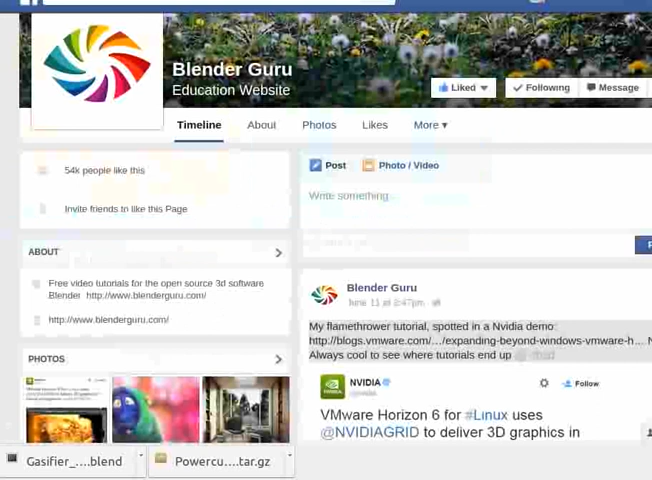 Blender Guru
Education Website
Liked
Following
Message
Timeline
About
Photos
Likes
More
54k people like this
Invite friends to like this Page
ABOUT
Free video tutorials for the open source 3d software
Blender http://www.blenderguru.com/
http://www.blenderguru.com/
PHOTOS
Post
Photo / Video
Write something
Blender Guru
June 11 at 2:47pm
My flamethrower tutorial, spotted in a Nvidia demo:
http://blogs.vmware.com/…/expanding-beyond-windows-vmware-h…
Always cool to see where tutorials end up
NVIDIA
Follow
VMware Horizon 6 for #Linux uses
@NVIDIAGRID to deliver 3D graphics in
Gasifier_....blend
Powercu....tar.gz